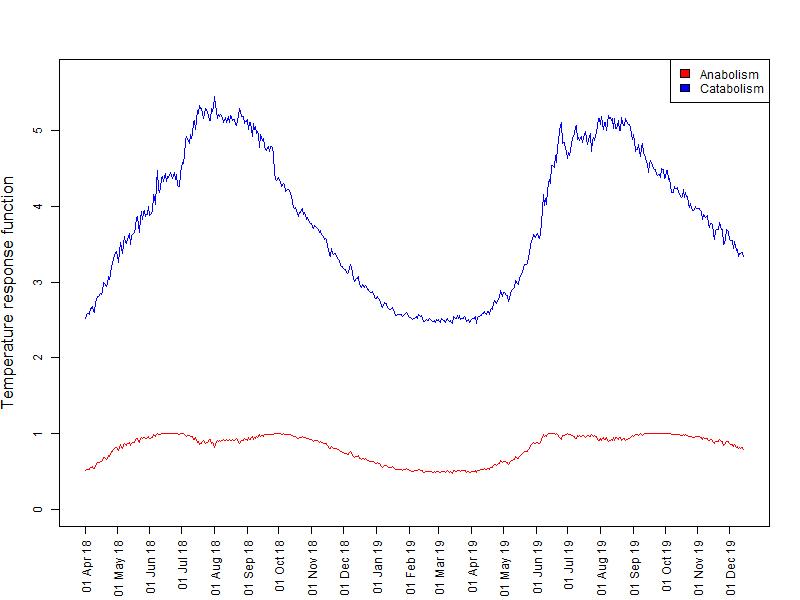 Anabolism
Catabolism
Temperature response function
5
4
3
2
1
0
01 Apr 18
01 May 18
01 Jun 18
01 Jul 18
01 Aug 18
01 Sep 18
01 Oct 18
01 Nov 18
01 Dec 18
01 Jan 19
01 Feb 19
01 Mar 19
01 Apr 19
01 May 19
01 Jun 19
01 Jul 19
01 Aug 19
01 Sep 19
01 Oct 19
01 Nov 19
01 Dec 19